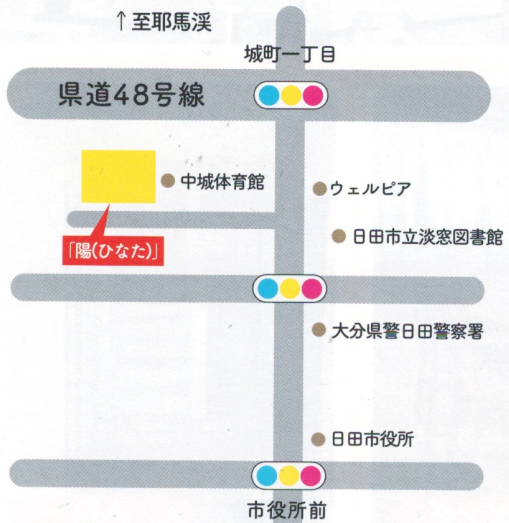 ↑至耶馬渓
城町一丁目
県道48号線
中城体育館
ウェルピア
日田市立淡窓図書館
「陽(ひなた)」
大分県警日田警察署
日田市役所
市役所前